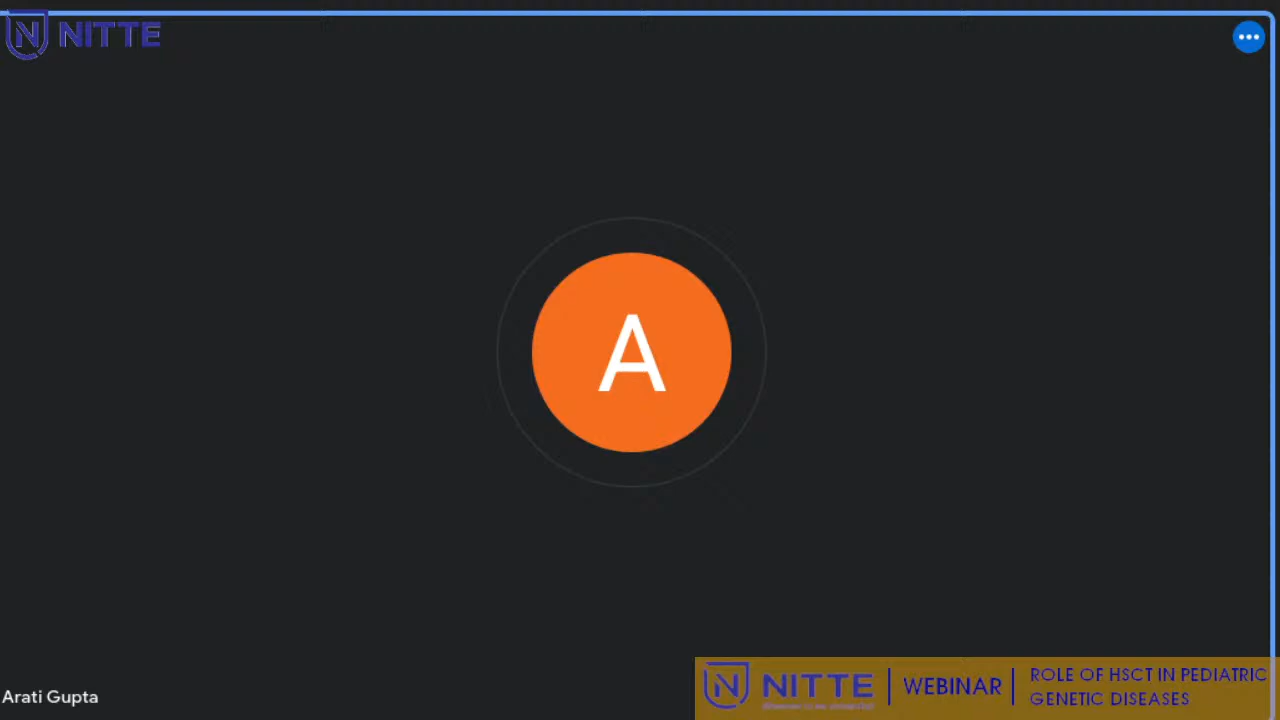 NITTE
A
Arati Gupta
NITTE
WEBINAR
ROLE OF HSCT IN PEDIATRIC
GENETIC DISEASES